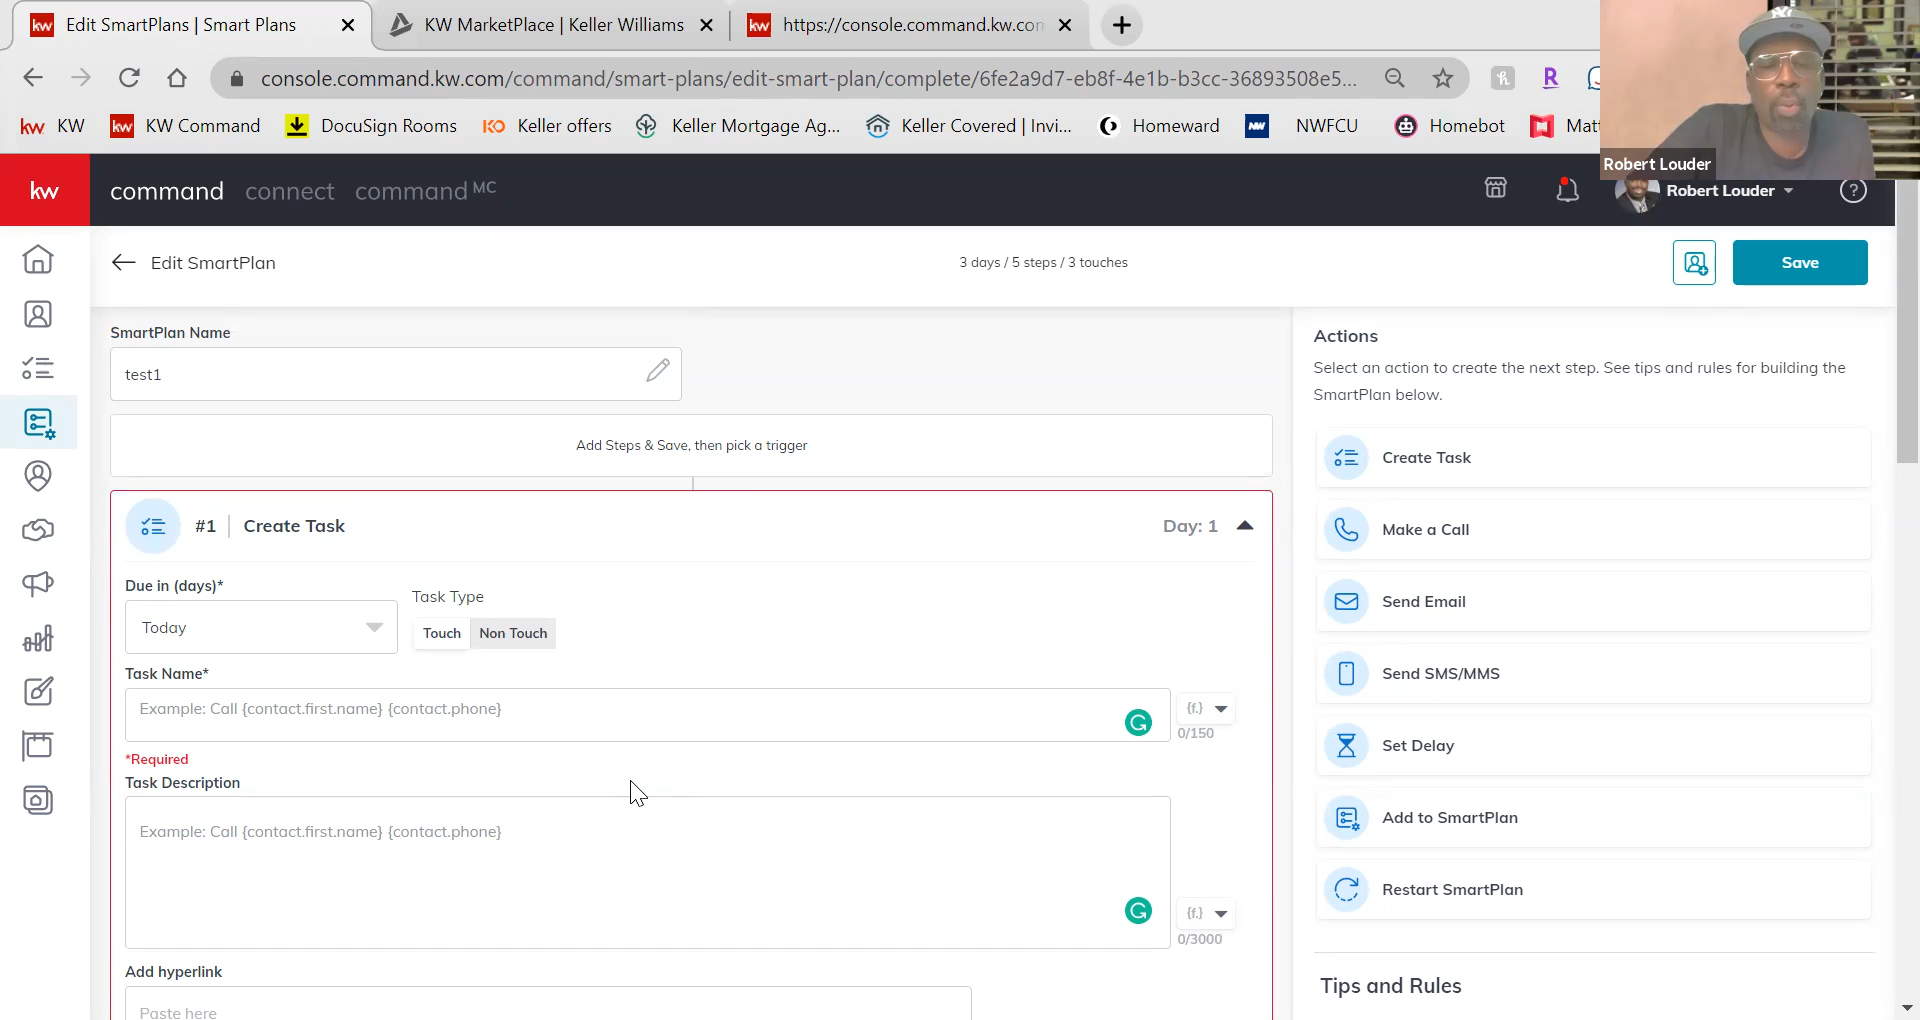 kw Edit SmartPlans | Smart Plans
KW MarketPlace | Keller Williams
kw https://console.command.kw.con
console.command.kw.com/command/smart-plans/edit-smart-plan/complete/6fe2a9d7-eb8f-4e1b-b3cc-36893508e5...
kw KW
kw KW Command
DocuSign Rooms
KO Keller offers
Keller Mortgage Ag...
Keller Covered | Invi...
Homeward
NW NWFCU
Homebot
Robert Louder
kw
command connect command MC
Robert Louder
Edit SmartPlan
3 days / 5 steps / 3 touches
Save
SmartPlan Name
test1
Add Steps & Save, then pick a trigger
#1 | Create Task
Day: 1
Due in (days)*
Today
Task Type
Touch Non Touch
Task Name*
Example: Call {contact.first.name} {contact.phone}
{f.}
0/150
*Required
Task Description
Example: Call {contact.first.name} {contact.phone}
{f.}
0/3000
Add hyperlink
Paste here
Actions
Select an action to create the next step. See tips and rules for building the
SmartPlan below.
Create Task
Make a Call
Send Email
Send SMS/MMS
Set Delay
Add to SmartPlan
Restart SmartPlan
Tips and Rules